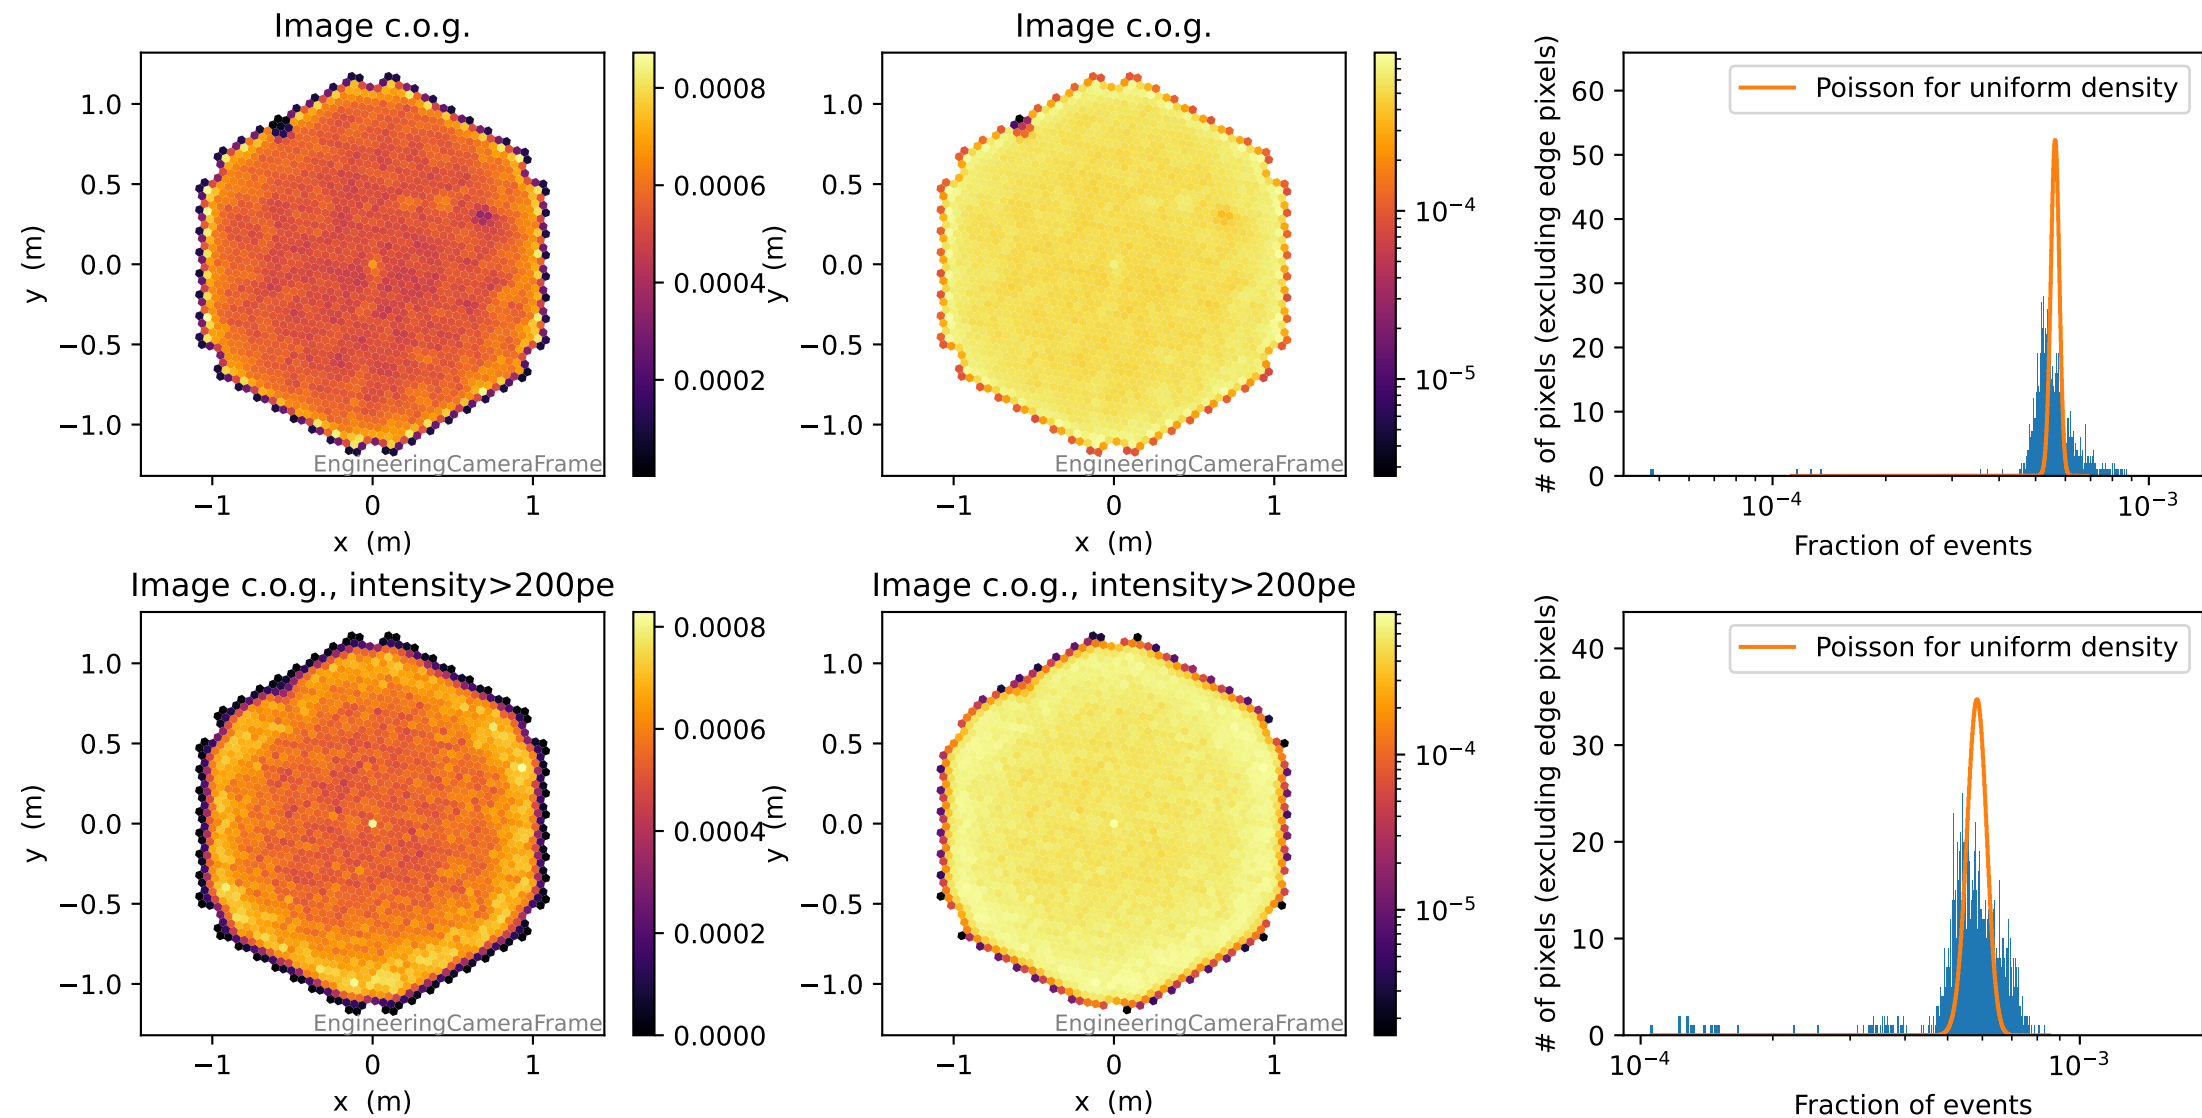 Image c.o.g.
1.0
0.5
0.0
−0.5
−1.0
y (m)
−1
0
1
x (m)
EngineeringCameraFrame
0.0008
0.0006
0.0004
0.0002
Image c.o.g.
1.0
0.5
0.0
−0.5
−1.0
y (m)
−1
0
1
x (m)
EngineeringCameraFrame
10⁻⁴
10⁻⁵
Poisson for uniform density
# of pixels (excluding edge pixels)
60
50
40
30
20
10
0
10⁻⁴
10⁻³
Fraction of events
Image c.o.g., intensity>200pe
1.0
0.5
0.0
−0.5
−1.0
y (m)
−1
0
1
x (m)
EngineeringCameraFrame
0.0008
0.0006
0.0004
0.0002
0.0000
Image c.o.g., intensity>200pe
1.0
0.5
0.0
−0.5
−1.0
y (m)
−1
0
1
x (m)
EngineeringCameraFrame
10⁻⁴
10⁻⁵
Poisson for uniform density
# of pixels (excluding edge pixels)
40
30
20
10
0
10⁻⁴
10⁻³
Fraction of events